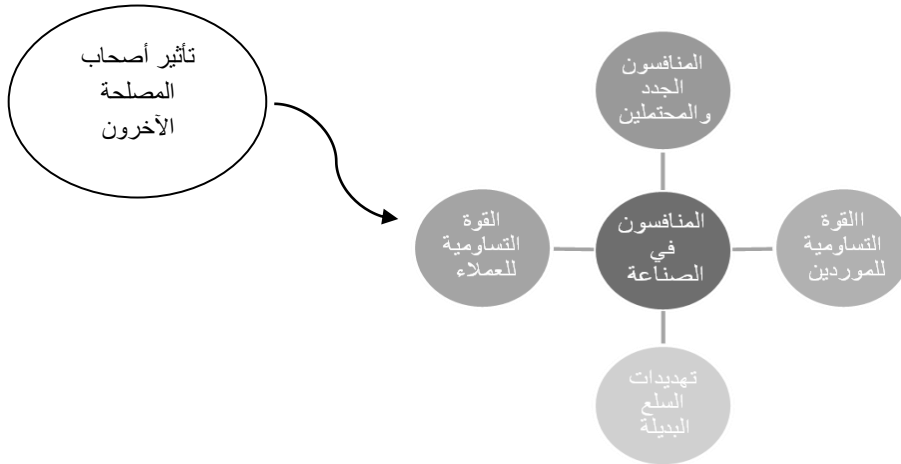 تأثير أصحاب
المصلحة
الآخرون
المنافسون
الجدد
والمحتملين
االقوة
التساومية
للموردين
المنافسون
في
الصناعة
القوة
التساومية
للعملاء
تهديدات
السلع
البديلة